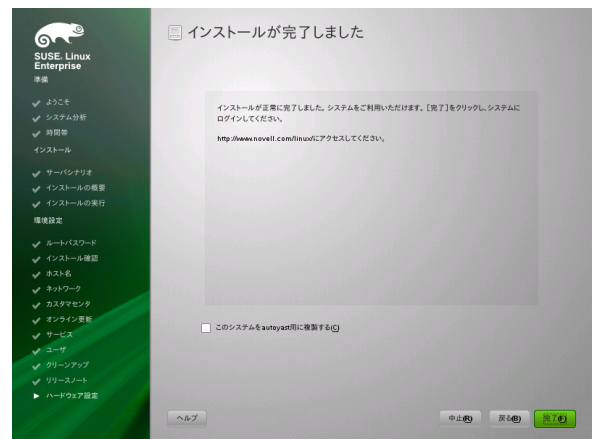 SUSE. Linux
Enterprise
準備
ようこそ
システム分析
時間帯
インストール
サーバシナリオ
インストールの概要
インストールの実行
環境設定
ルートパスワード
インストール確認
ホスト名
ネットワーク
カスタマセンタ
オンライン更新
サービス
ユーザ
クリーンアップ
リリースノート
ハードウェア設定
インストールが完了しました
インストールが正常に完了しました。システムをご利用いただけます。[完了]をクリックし、システムに
ログインしてください。
http://www.novell.com/linux/にアクセスしてください。
このシステムをautoyast用に複製する(C)
ヘルプ
中止(R)
戻る(B)
完了(F)